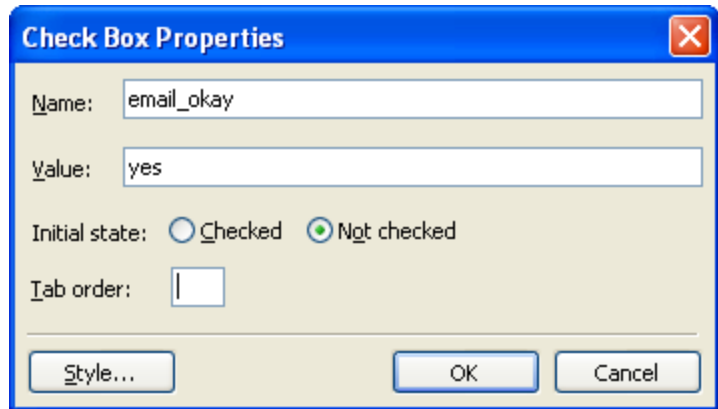 Check Box Properties
Name: email_okay
Value: yes
Initial state: Checked Not checked
Tab order:
Style... OK Cancel